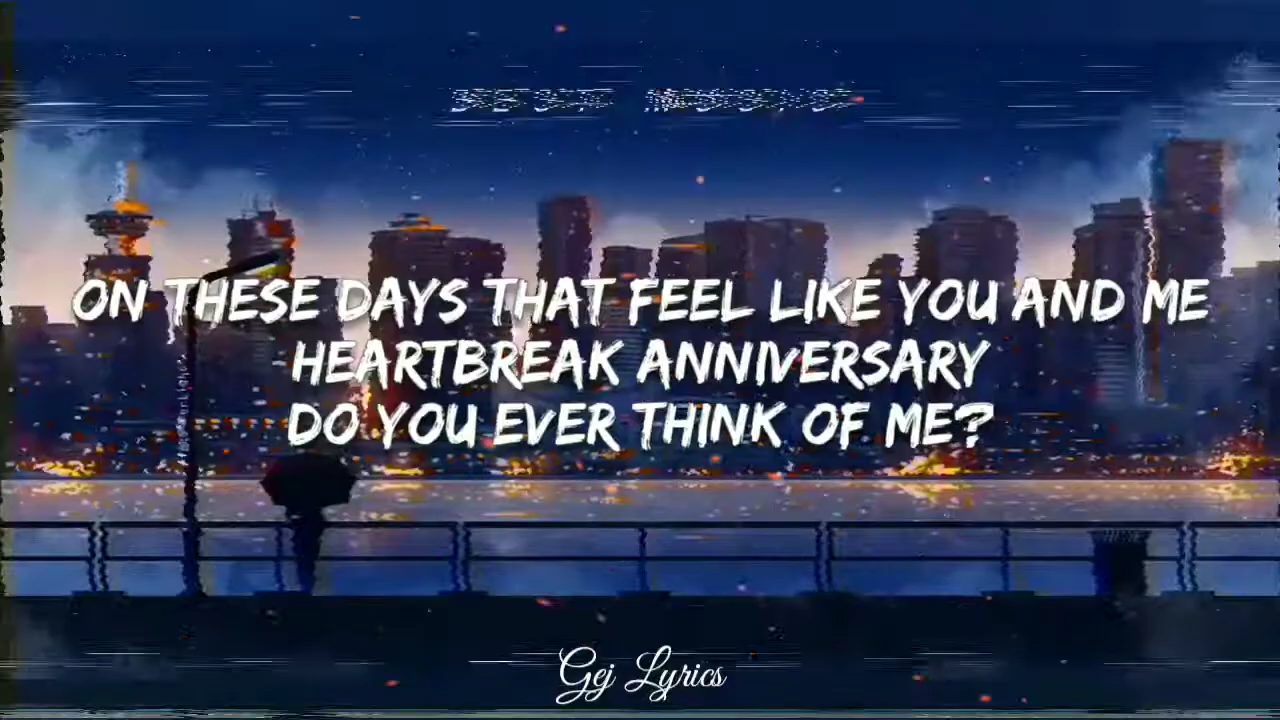 ON THESE DAYS THAT FEEL LIKE YOU AND ME
HEARTBREAK ANNIVERSARY
DO YOU EVER THINK OF ME?
Gej Lyrics